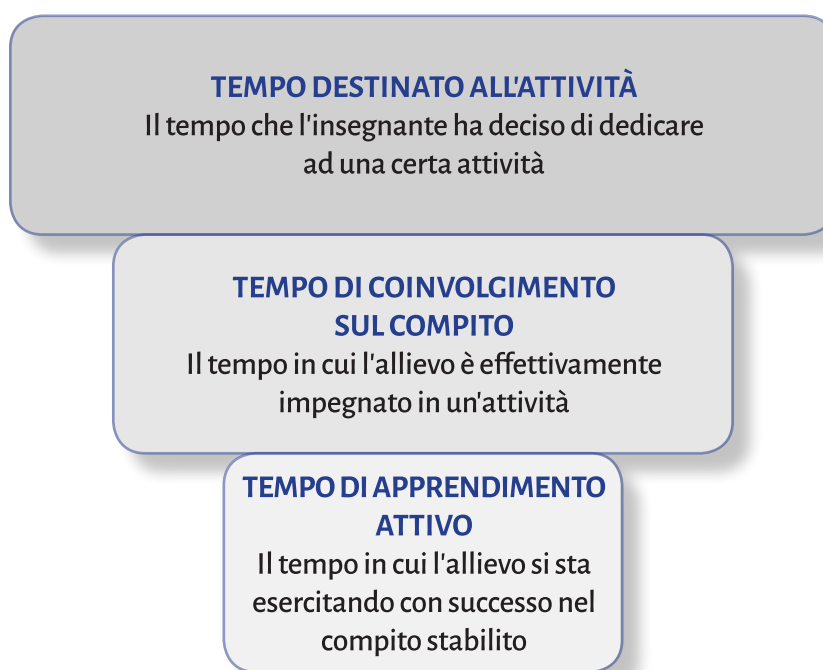 TEMPO DESTINATO ALL'ATTIVITÀ
Il tempo che l'insegnante ha deciso di dedicare
ad una certa attività
TEMPO DI COINVOLGIMENTO
SUL COMPITO
Il tempo in cui l'allievo è effettivamente
impegnato in un'attività
TEMPO DI APPRENDIMENTO
ATTIVO
Il tempo in cui l'allievo si sta
esercitando con successo nel
compito stabilito